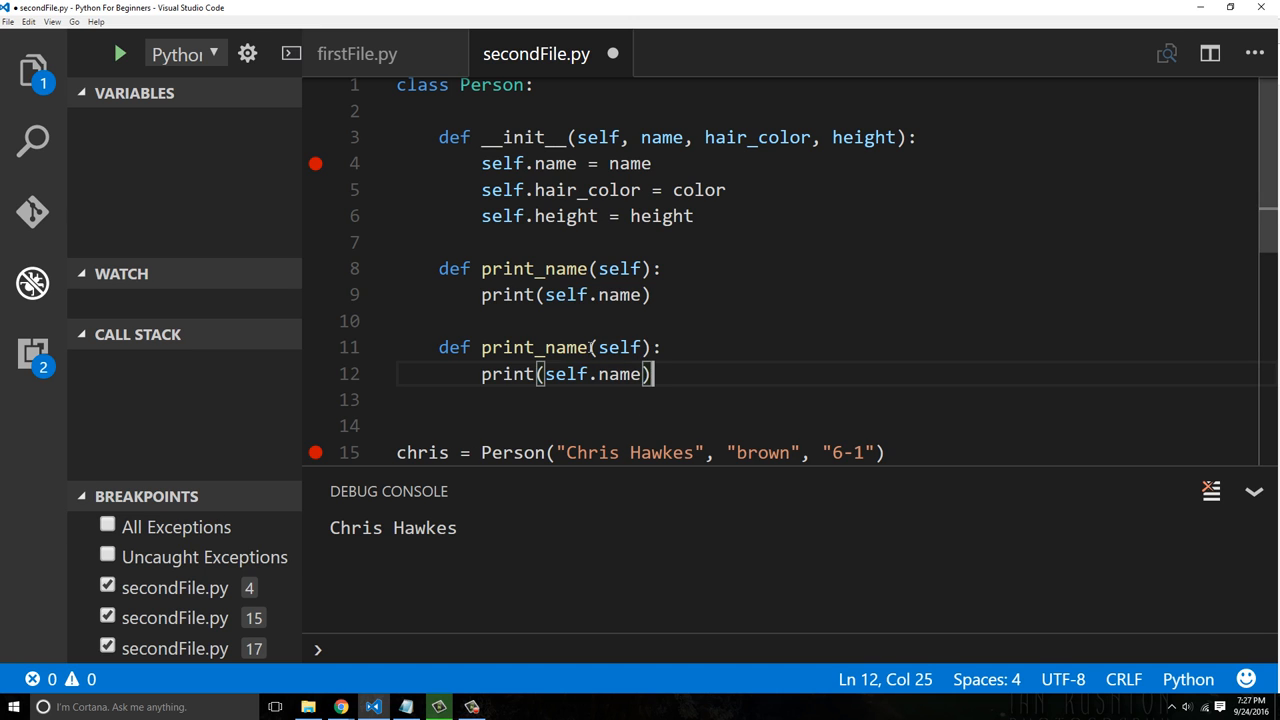 ● secondFile.py - Python For Beginners - Visual Studio Code
File Edit View Go Help
Pythor firstFile.py secondFile.py
1
VARIABLES
WATCH
CALL STACK
2
BREAKPOINTS
All Exceptions
Uncaught Exceptions
secondFile.py 4
secondFile.py 15
secondFile.py 17
1 class Person:
2
3     def __init__(self, name, hair_color, height):
4         self.name = name
5         self.hair_color = color
6         self.height = height
7
8     def print_name(self):
9         print(self.name)
10
11     def print_name(self):
12         print(self.name)
13
14
15 chris = Person("Chris Hawkes", "brown", "6-1")
DEBUG CONSOLE
Chris Hawkes
0 0 Ln 12, Col 25 Spaces: 4 UTF-8 CRLF Python
I'm Cortana. Ask me anything.
7:27 PM
9/24/2016